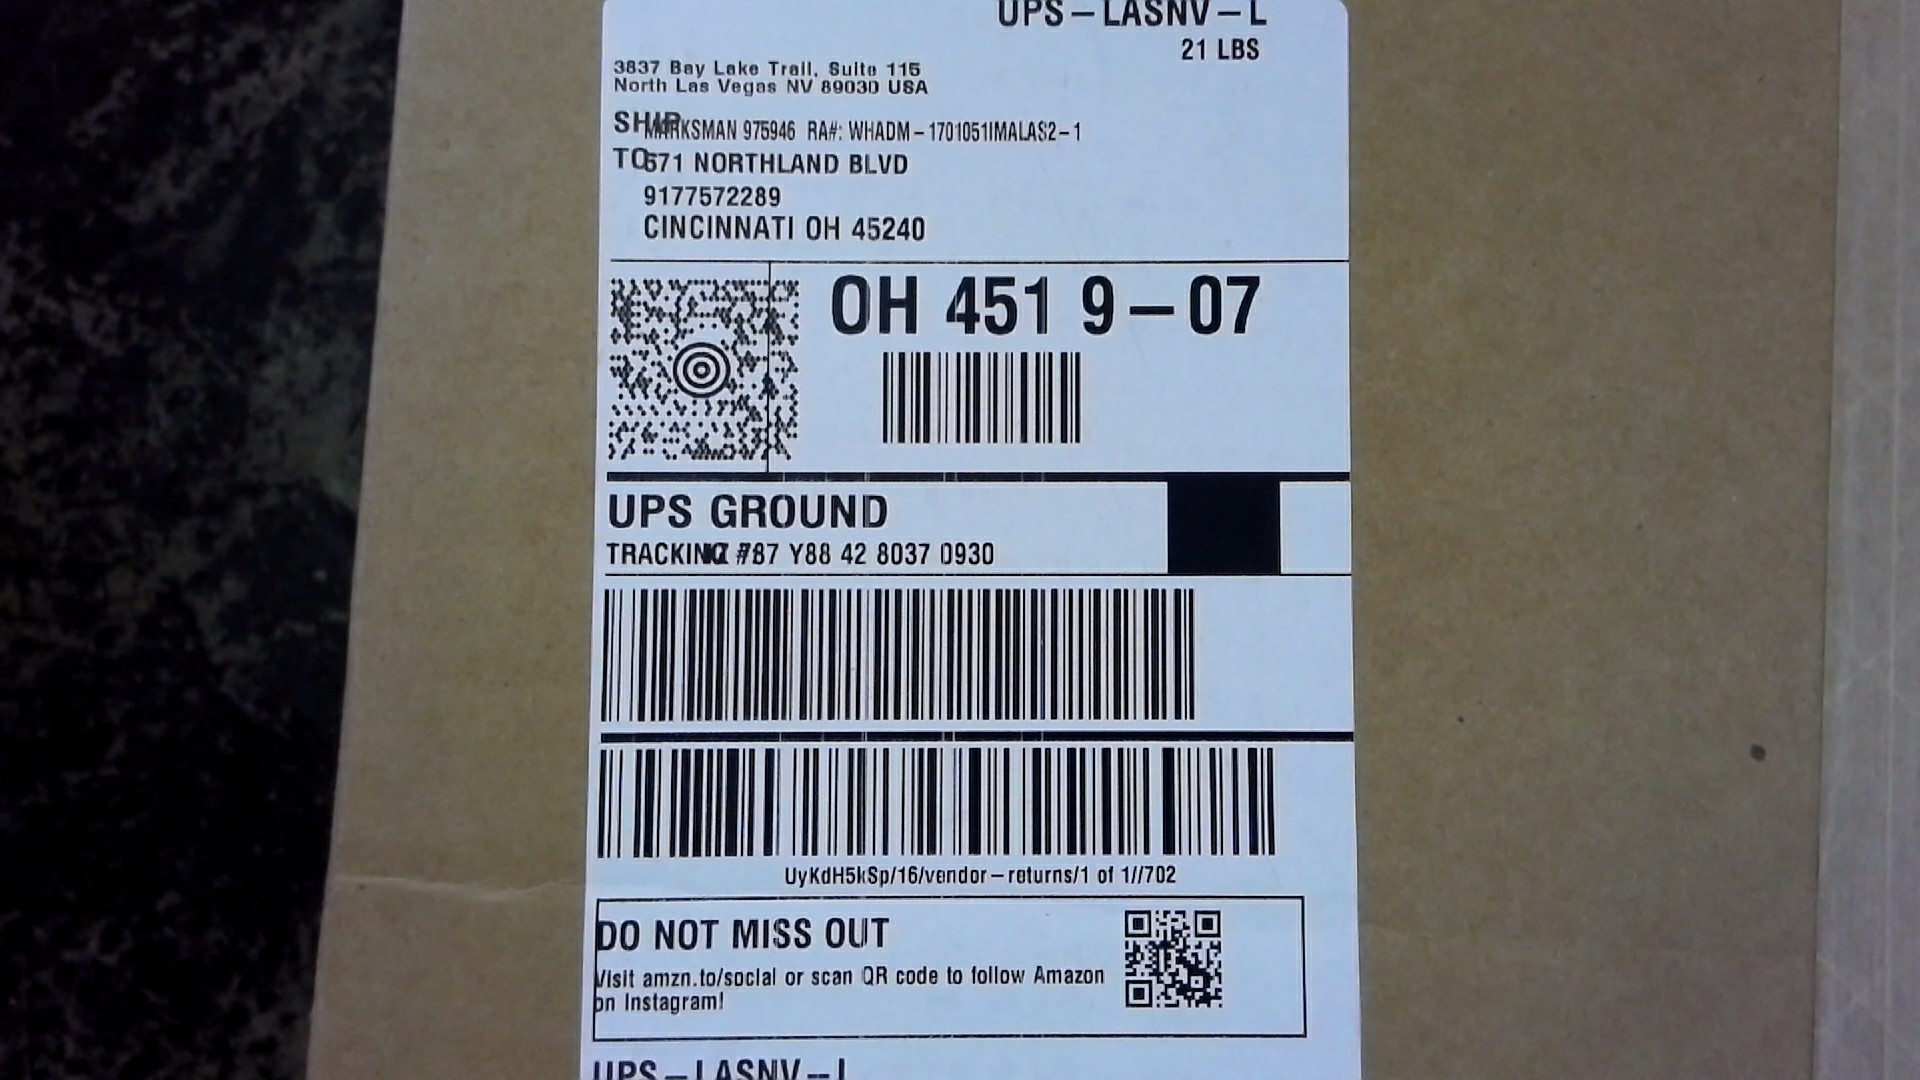 UPS-LASNV-L
21 LBS
3837 Bay Lake Trail, Suite 115
North Las Vegas NV 89030 USA
SHIP
MARKSMAN 975946 RA#: WHADM-1701051IMALAS2-1
TO
671 NORTHLAND BLVD
9177572289
CINCINNATI OH 45240
OH 451 9-07
UPS GROUND
TRACKING #: 87 Y88 42 8037 0930
UyKdH5kSp/16/vendor-returns/1 of 1//702
DO NOT MISS OUT
Visit amzn.to/social or scan QR code to follow Amazon
on Instagram!
UPS-LASNV-L